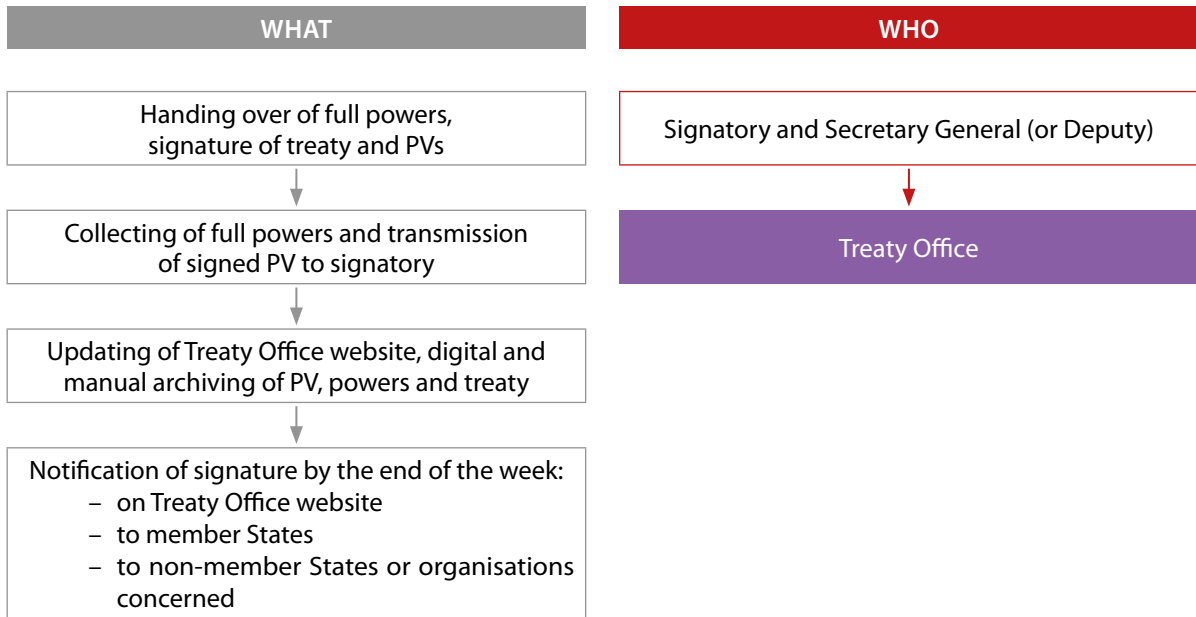 WHAT
WHO
Handing over of full powers,
signature of treaty and PVs
Signatory and Secretary General (or Deputy)
Collecting of full powers and transmission
of signed PV to signatory
Treaty Office
Updating of Treaty Office website, digital and
manual archiving of PV, powers and treaty
Notification of signature by the end of the week:
– on Treaty Office website
– to member States
– to non-member States or organisations
concerned